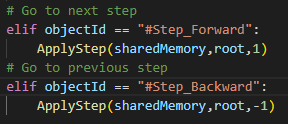 # Go to next step
elif objectId == "#Step_Forward":
    ApplyStep(sharedMemory,root,1)
# Go to previous step
elif objectId == "#Step_Backward":
    ApplyStep(sharedMemory,root,-1)